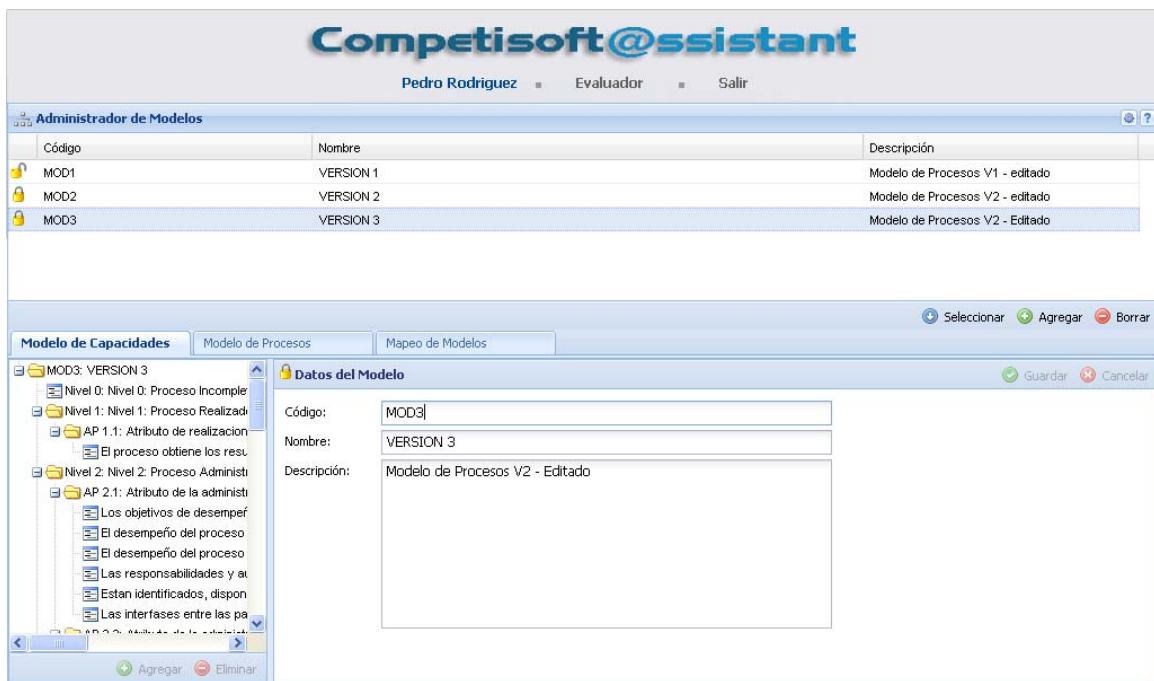 Competisoft@ssistant
Pedro Rodriguez Evaluador Salir
Administrador de Modelos
Código Nombre Descripción
MOD1 VERSION 1 Modelo de Procesos V1 - editado
MOD2 VERSION 2 Modelo de Procesos V2 - editado
MOD3 VERSION 3 Modelo de Procesos V2 - Editado
Seleccionar Agregar Borrar
Modelo de Capacidades Modelo de Procesos Mapeo de Modelos
MOD3: VERSION 3
Nivel 0: Nivel 0: Proceso Incomple
Nivel 1: Nivel 1: Proceso Realizad
AP 1.1: Atributo de realizacion
El proceso obtiene los resu
Nivel 2: Nivel 2: Proceso Administ
AP 2.1: Atributo de la administ
Los objetivos de desempeñ
El desempeño del proceso
El desempeño del proceso
Las responsabilidades y au
Estan identificados, dispon
Las interfases entre las pa
Agregar Eliminar
Datos del Modelo Guardar Cancelar
Código: MOD3
Nombre: VERSION 3
Descripción: Modelo de Procesos V2 - Editado